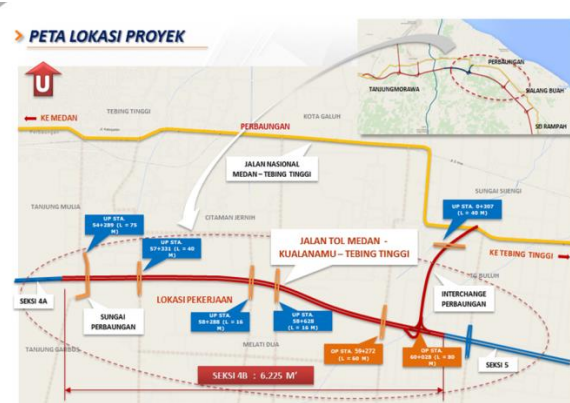 PETA LOKASI PROYEK
PERBAUNGAN
TANJUNGMORAWA
SEI RAMPAH
U
TEBING TINGGI
KOTA GALUH
KE MEDAN
PERBAUNGAN
JALAN NASIONAL
MEDAN – TEBING TINGGI
TANJUNG MULIA
CITAMAN JERNIH
UP STA. 0+307
(L = 40 M)
UP STA.
54+289 (L = 75
M)
UP STA.
57+331 (L = 40
M)
JALAN TOL MEDAN -
KUALANAMU – TEBING TINGGI
KE TEBING TINGGI
SEKSI 4A
SUNGAI
PERBAUNGAN
LOKASI PEKERJAAN
UP STA.
58+286 (L = 16
M)
UP STA.
58+628
(L = 16 M)
INTERCHANGE
PERBAUNGAN
MELATI DUA
OP STA. 59+272
(L = 60 M)
OP STA.
60+028 (L = 80
M)
SEKSI 5
SEKSI 4B : 6.225 M'